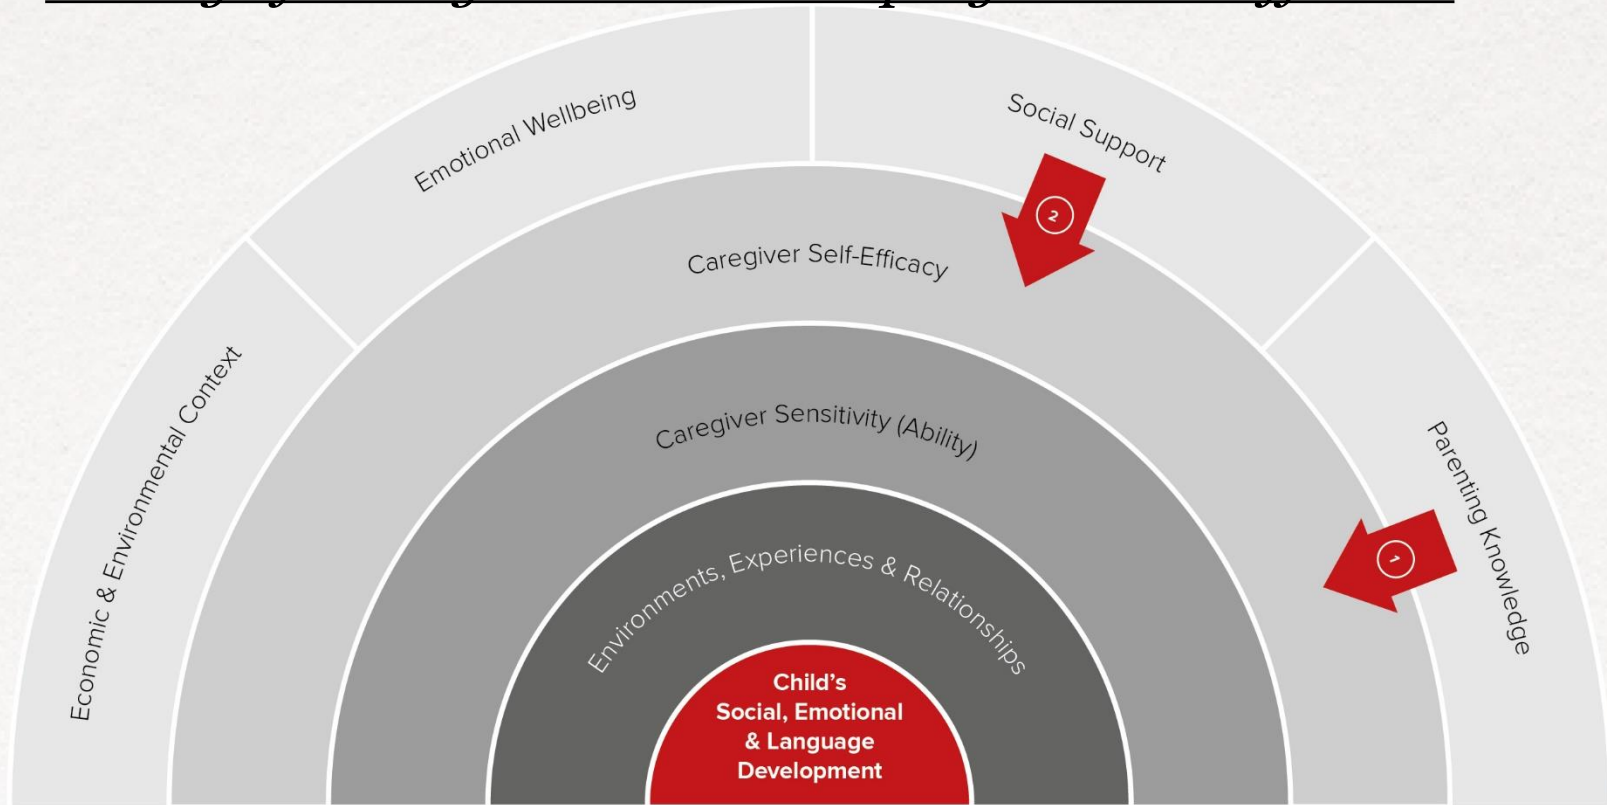 Emotional Wellbeing
Social Support
2
Caregiver Self-Efficacy
Economic & Environmental Context
Caregiver Sensitivity (Ability)
Parenting Knowledge
1
Environments, Experiences & Relationships
Child’s
Social, Emotional
& Language
Development